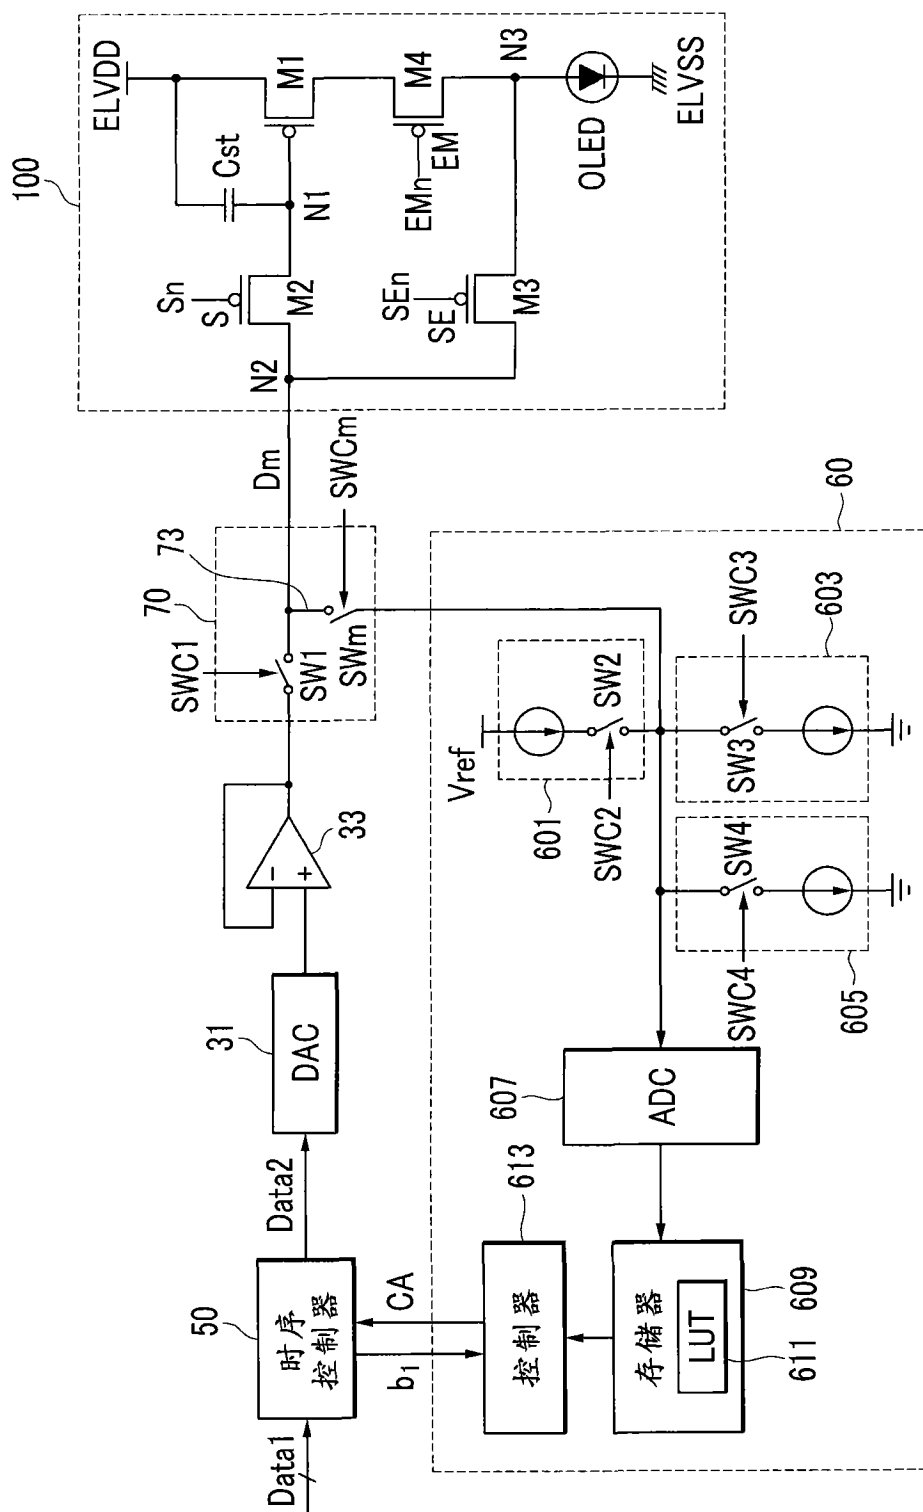 Data1
50
时序
控制器
Data2
31
DAC
33
−
+
SWC1
70
73
SW1
SWm
SWCm
Dm
100
ELVDD
Cst
M1
Sn
S
M2
N1
N2
EMn
EM
M4
SEn
SE
M3
N3
OLED
ELVSS
b1
CA
613
控制器
存储器
LUT
611
609
607
ADC
Vref
601
SWC2
SW2
SWC4
SW4
605
SW3
SWC3
603
60